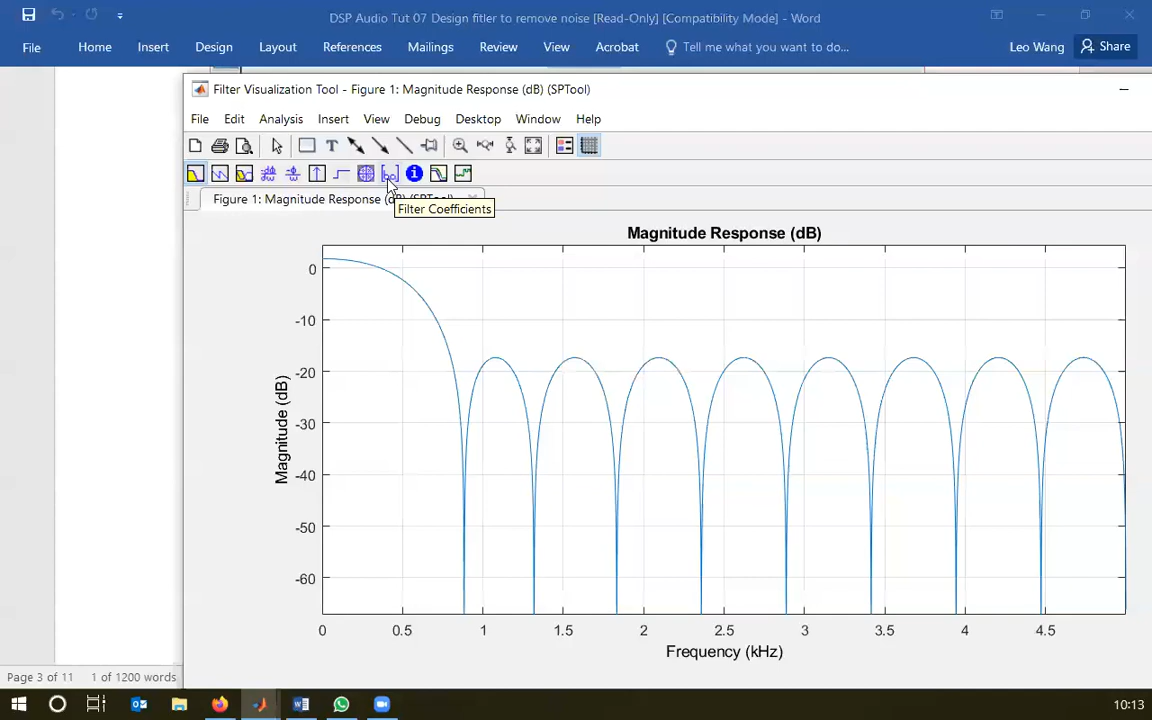 DSP Audio Tut 07 Design fitler to remove noise [Read-Only] [Compatibility Mode] - Word
File Home Insert Design Layout References Mailings Review View Acrobat Tell me what you want to do... Leo Wang Share
Filter Visualization Tool - Figure 1: Magnitude Response (dB) (SPTool)
File Edit Analysis Insert View Debug Desktop Window Help
Figure 1: Magnitude Response (dB) (SPTool)
Filter Coefficients
Magnitude Response (dB)
0
-10
-20
-30
-40
-50
-60
Magnitude (dB)
0 0.5 1 1.5 2 2.5 3 3.5 4 4.5
Frequency (kHz)
Page 3 of 11 1 of 1200 words
10:13